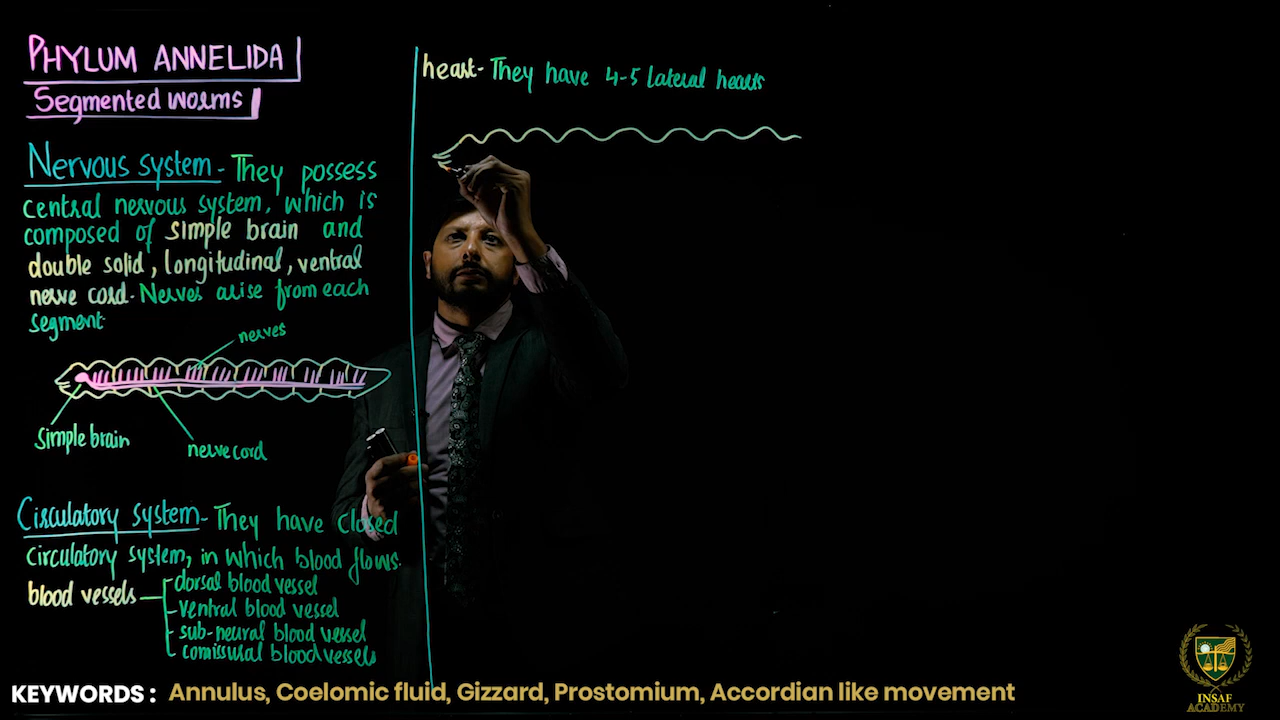 PHYLUM ANNELIDA
Segmented worms
Nervous system - They possess
central nervous system, which is
composed of simple brain and
double solid, longitudinal, ventral
nerve cord. Nerves arise from each
segment.
nerves
Simple brain
nerve cord
Circulatory system - They have closed
circulatory system, in which blood flows.
blood vessels
dorsal blood vessel
ventral blood vessel
sub-neural blood vessel
comissular blood vessels
heart - They have 4-5 lateral hearts
KEYWORDS : Annulus, Coelomic fluid, Gizzard, Prostomium, Accordian like movement
INSAF
ACADEMY